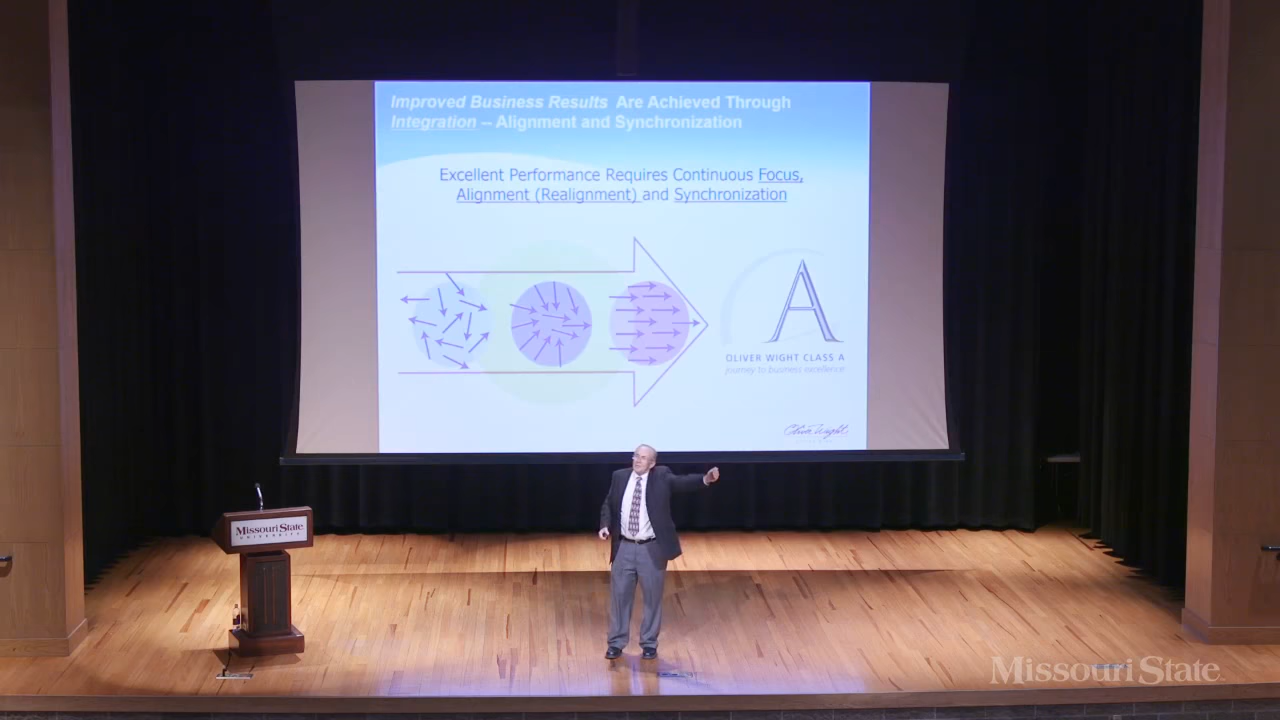 Improved Business Results Are Achieved Through
Integration -- Alignment and Synchronization
Excellent Performance Requires Continuous Focus,
Alignment (Realignment) and Synchronization
A
OLIVER WIGHT CLASS A
journey to business excellence
Oliver Wight
Missouri State
UNIVERSITY
Missouri State